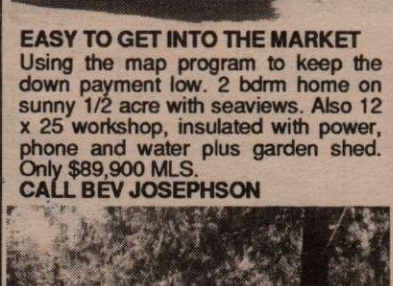 EASY TO GET INTO THE MARKET
Using the map program to keep the
down payment low. 2 bdrm home on
sunny 1/2 acre with seaviews. Also 12
x 25 workshop, insulated with power,
phone and water plus garden shed.
Only $89,900 MLS.
CALL BEV JOSEPHSON